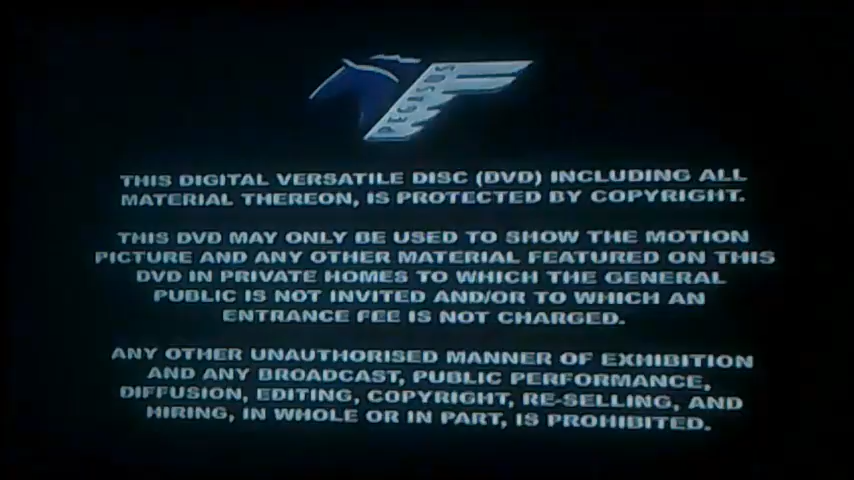 PEGASUS
THIS DIGITAL VERSATILE DISC (DVD) INCLUDING ALL
MATERIAL THEREON, IS PROTECTED BY COPYRIGHT.
THIS DVD MAY ONLY BE USED TO SHOW THE MOTION
PICTURE AND ANY OTHER MATERIAL FEATURED ON THIS
DVD IN PRIVATE HOMES TO WHICH THE GENERAL
PUBLIC IS NOT INVITED AND/OR TO WHICH AN
ENTRANCE FEE IS NOT CHARGED.
ANY OTHER UNAUTHORISED MANNER OF EXHIBITION
AND ANY BROADCAST, PUBLIC PERFORMANCE,
DIFFUSION, EDITING, COPYRIGHT, RE-SELLING, AND
HIRING, IN WHOLE OR IN PART, IS PROHIBITED.